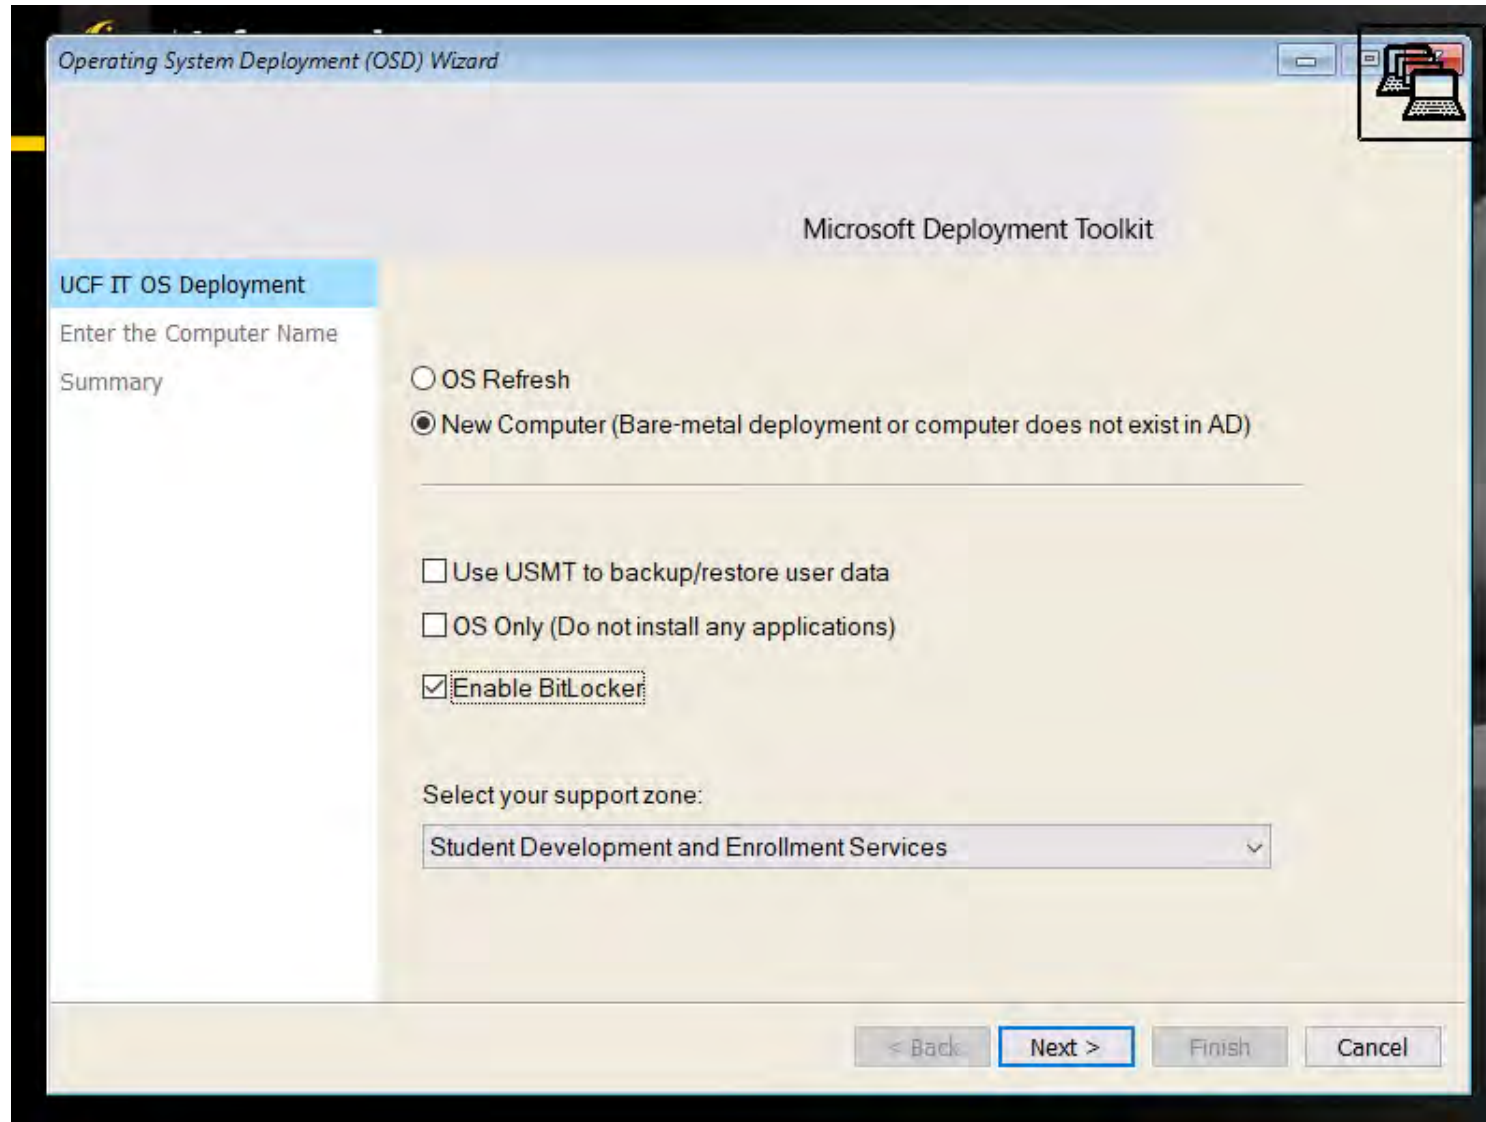 Operating System Deployment (OSD) Wizard
Microsoft Deployment Toolkit
UCF IT OS Deployment
Enter the Computer Name
Summary
OS Refresh
New Computer (Bare-metal deployment or computer does not exist in AD)
Use USMT to backup/restore user data
OS Only (Do not install any applications)
Enable BitLocker
Select your support zone:
Student Development and Enrollment Services
< Back
Next >
Finish
Cancel